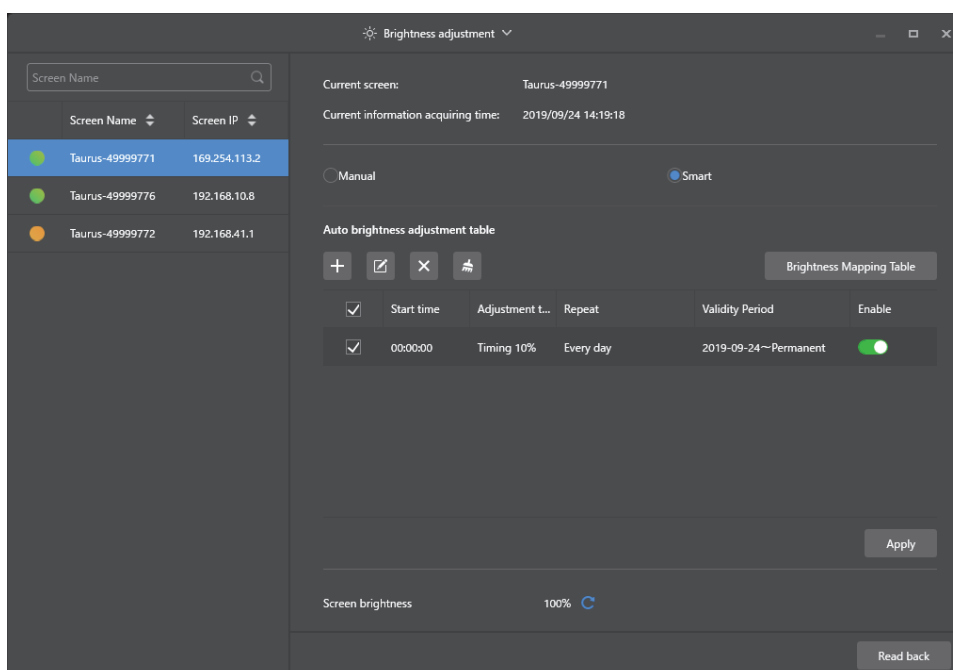 Brightness adjustment
Screen Name
Screen Name Screen IP
Taurus-49999771 169.254.113.2
Taurus-49999776 192.168.10.8
Taurus-49999772 192.168.41.1
Current screen: Taurus-49999771
Current information acquiring time: 2019/09/24 14:19:18
Manual Smart
Auto brightness adjustment table
Brightness Mapping Table
Start time Adjustment t... Repeat Validity Period Enable
00:00:00 Timing 10% Every day 2019-09-24~Permanent
Apply
Screen brightness 100%
Read back